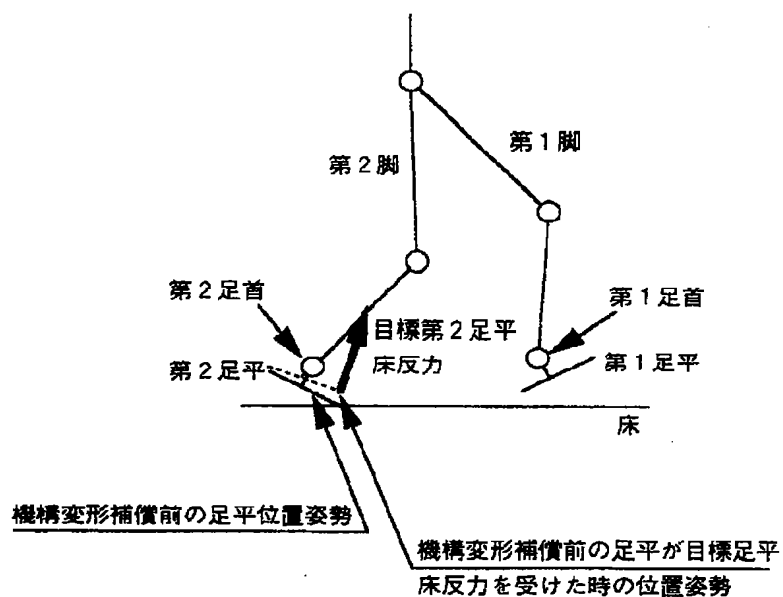 第1脚
第2脚
第2足首
目標第2足平
床反力
第1足首
第2足平
第1足平
床
機構変形補償前の足平位置姿勢
機構変形補償前の足平が目標足平
床反力を受けた時の位置姿勢